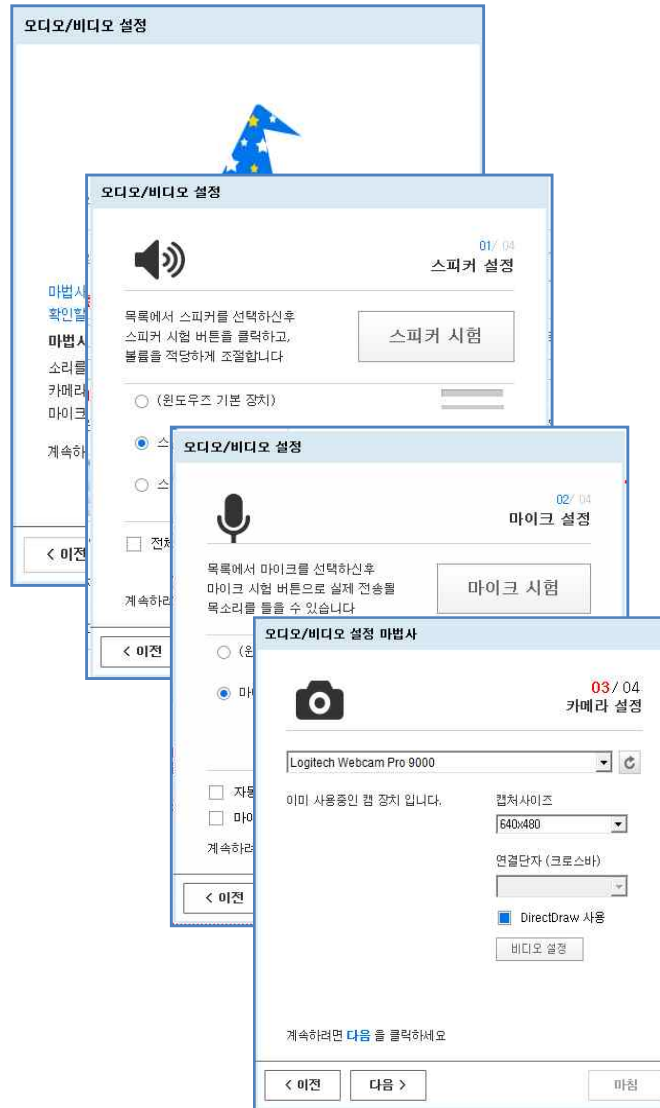 오디오/비디오 설정
마법사
확인할
마법사
소리를
카메라
마이크
계속하
< 이전
오디오/비디오 설정
01/ 04
스피커 설정
목록에서 스피커를 선택하신후
스피커 시험 버튼을 클릭하고,
볼륨을 적당하게 조절합니다
스피커 시험
(윈도우즈 기본 장치)
스
스
전체
계속하려
< 이전
오디오/비디오 설정
02/ 04
마이크 설정
목록에서 마이크를 선택하신후
마이크 시험 버튼으로 실제 전송될
목소리를 들을 수 있습니다
마이크 시험
(윈
마이
자동
마이
계속하려
< 이전
오디오/비디오 설정 마법사
03/ 04
카메라 설정
Logitech Webcam Pro 9000
이미 사용중인 캠 장치 입니다.
캡처사이즈
640x480
연결단자 (크로스바)
DirectDraw 사용
비디오 설정
계속하려면 다음 을 클릭하세요
< 이전
다음 >
마침